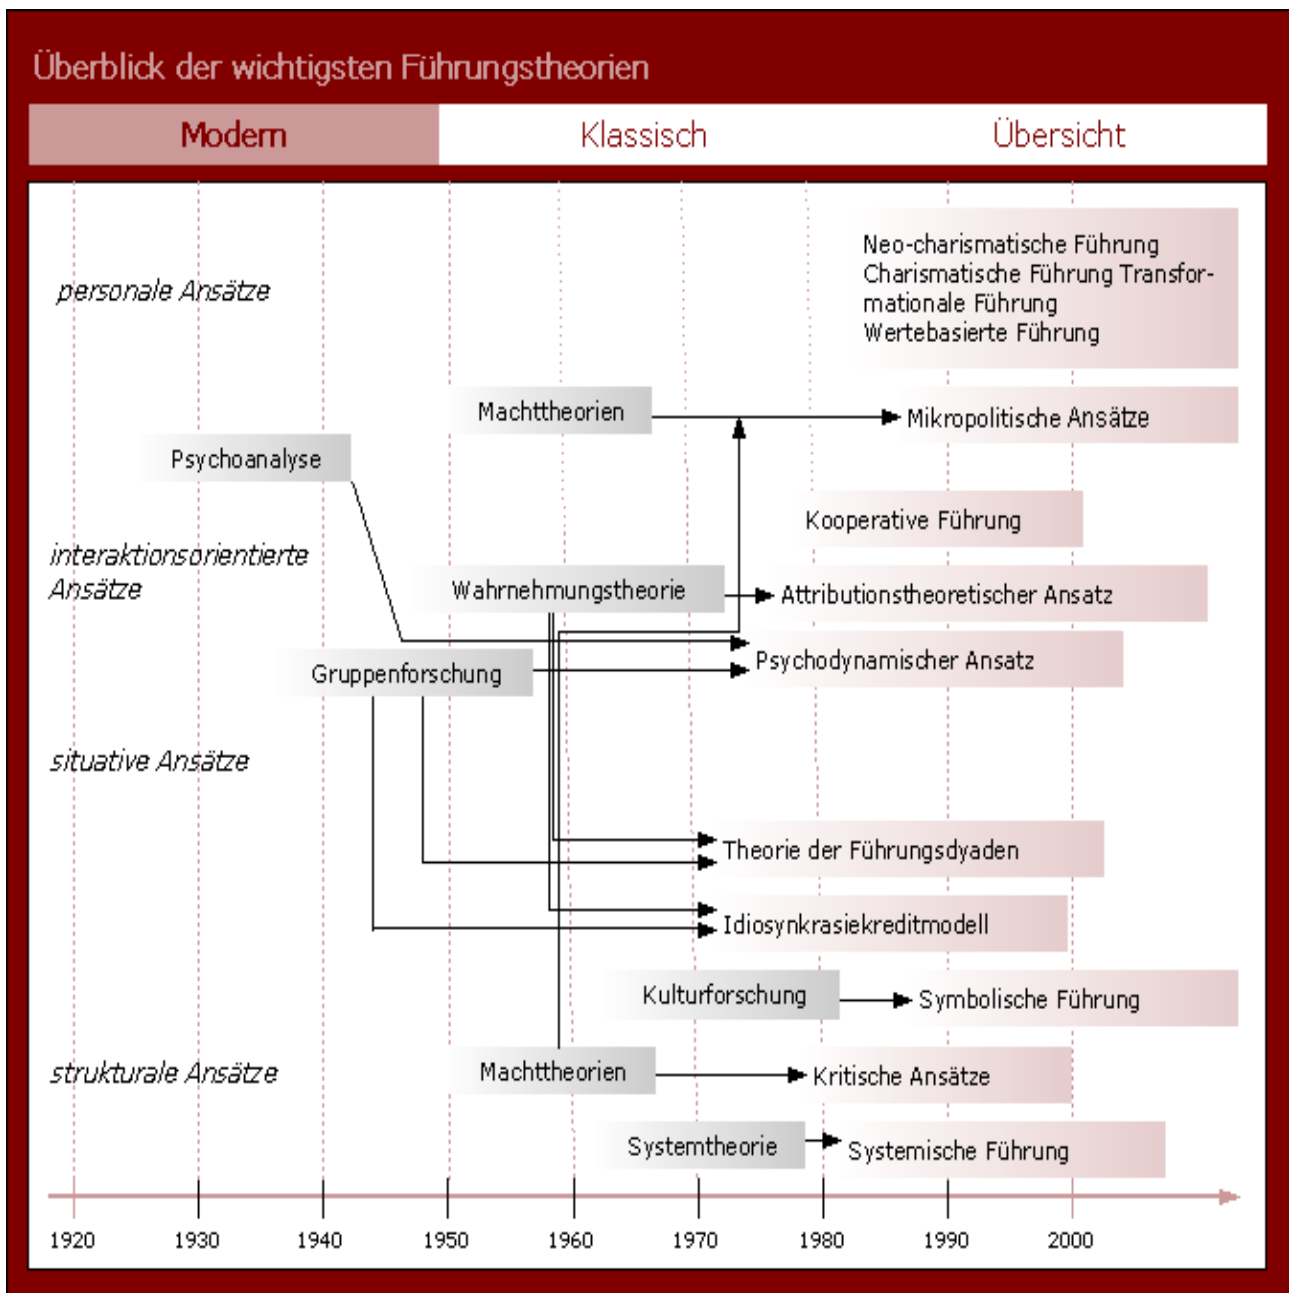 Überblick der wichtigsten Führungstheorien
Modern
Klassisch
Übersicht
personale Ansätze
Neo-charismatische Führung
Charismatische Führung Transfor-
mationale Führung
Wertebasierte Führung
Machttheorien
Mikropolitische Ansätze
Psychoanalyse
Kooperative Führung
interaktionsorientierte
Ansätze
Wahrnehmungstheorie
Attributionstheoretischer Ansatz
Gruppenforschung
Psychodynamischer Ansatz
situative Ansätze
Theorie der Führungsdyaden
Idiosynkrasiekreditmodell
Kulturforschung
Symbolische Führung
strukturale Ansätze
Machttheorien
Kritische Ansätze
Systemtheorie
Systemische Führung
1920 1930 1940 1950 1960 1970 1980 1990 2000